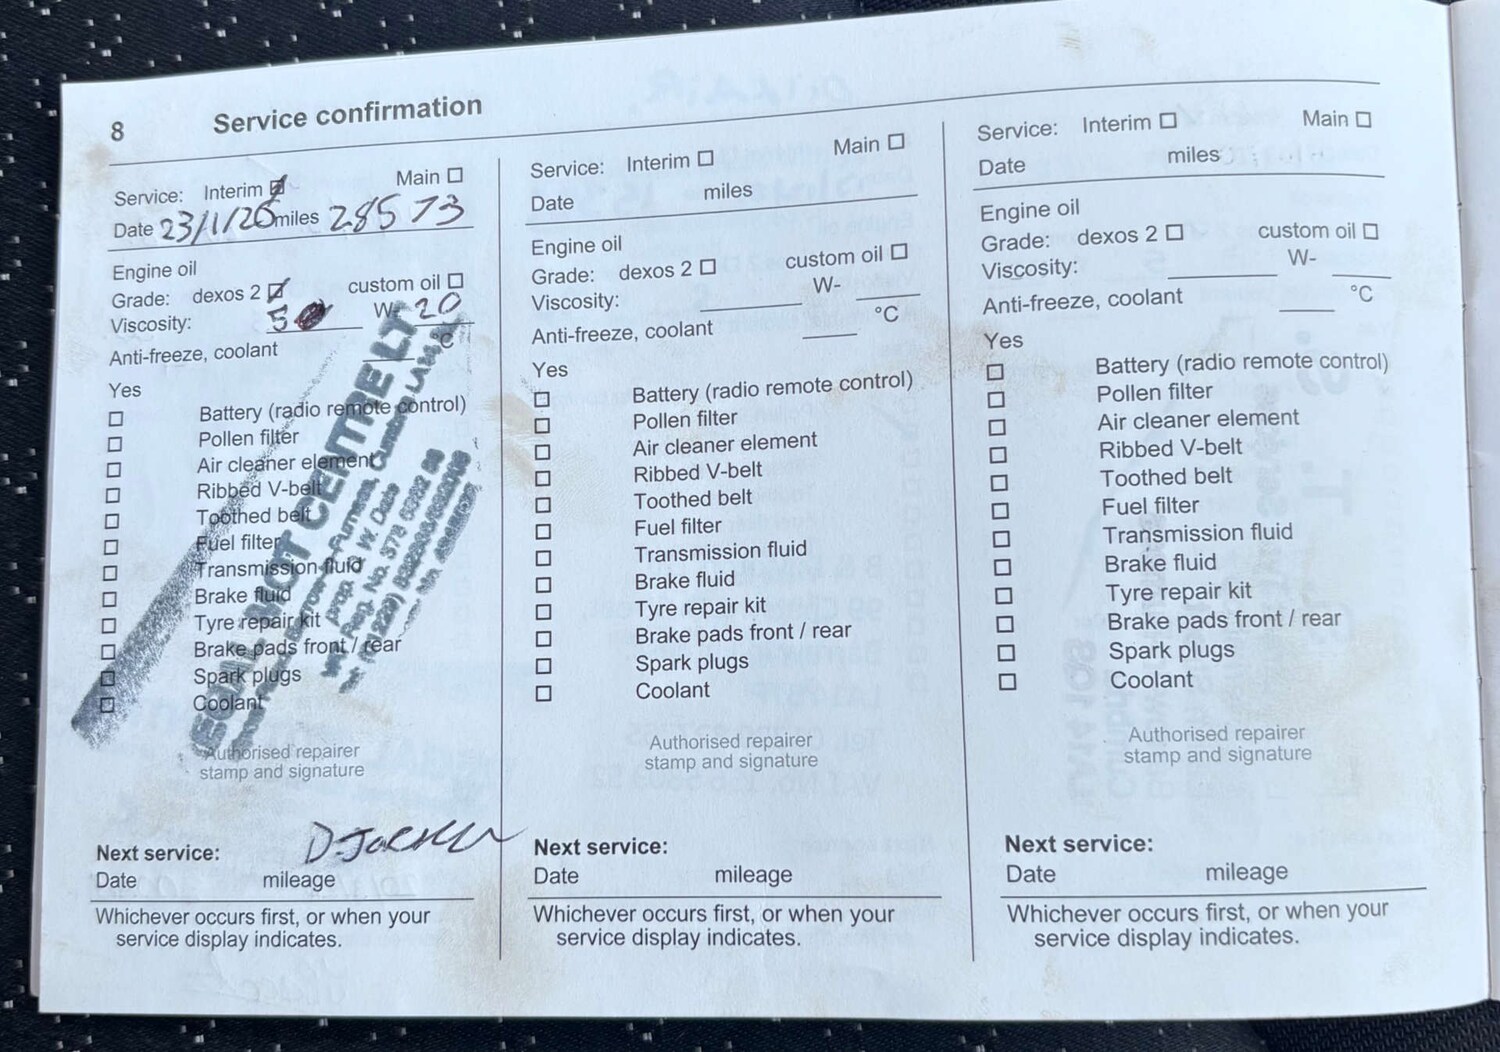 8 Service confirmation
Service: Interim Main
Date 23/1/20 miles 28573
Engine oil
Grade: dexos 2 custom oil
Viscosity: 5 W- 20
Anti-freeze, coolant °C
Yes
Battery (radio remote control)
Pollen filter
Air cleaner element
Ribbed V-belt
Toothed belt
Fuel filter
Transmission fluid
Brake fluid
Tyre repair kit
Brake pads front / rear
Spark plugs
Coolant
MOT CENTRE LT
prop. W. Dale
Authorised repairer
stamp and signature
Next service:
Date mileage
Whichever occurs first, or when your
service display indicates.
Service: Interim Main
Date miles
Engine oil
Grade: dexos 2 custom oil
Viscosity: W-
Anti-freeze, coolant °C
Yes
Battery (radio remote control)
Pollen filter
Air cleaner element
Ribbed V-belt
Toothed belt
Fuel filter
Transmission fluid
Brake fluid
Tyre repair kit
Brake pads front / rear
Spark plugs
Coolant
Authorised repairer
stamp and signature
Next service:
Date mileage
Whichever occurs first, or when your
service display indicates.
Service: Interim Main
Date miles
Engine oil
Grade: dexos 2 custom oil
Viscosity: W-
Anti-freeze, coolant °C
Yes
Battery (radio remote control)
Pollen filter
Air cleaner element
Ribbed V-belt
Toothed belt
Fuel filter
Transmission fluid
Brake fluid
Tyre repair kit
Brake pads front / rear
Spark plugs
Coolant
Authorised repairer
stamp and signature
Next service:
Date mileage
Whichever occurs first, or when your
service display indicates.